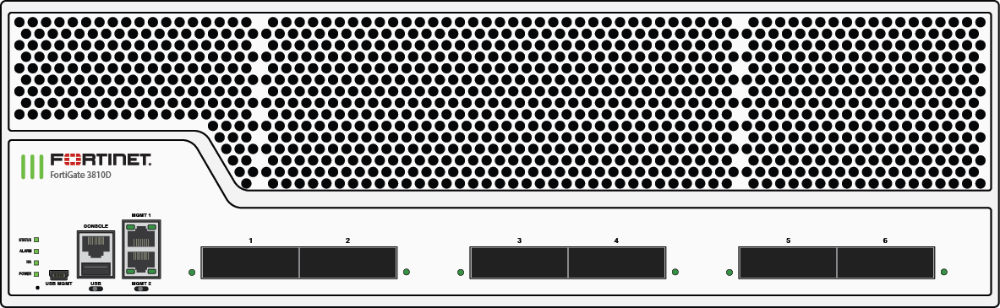 FORTINET
FortiGate 3810D
MGMT 1
CONSOLE
STATUS
ALARM
HA
POWER
USB MGMT
USB
MGMT 2
1 2 3 4 5 6